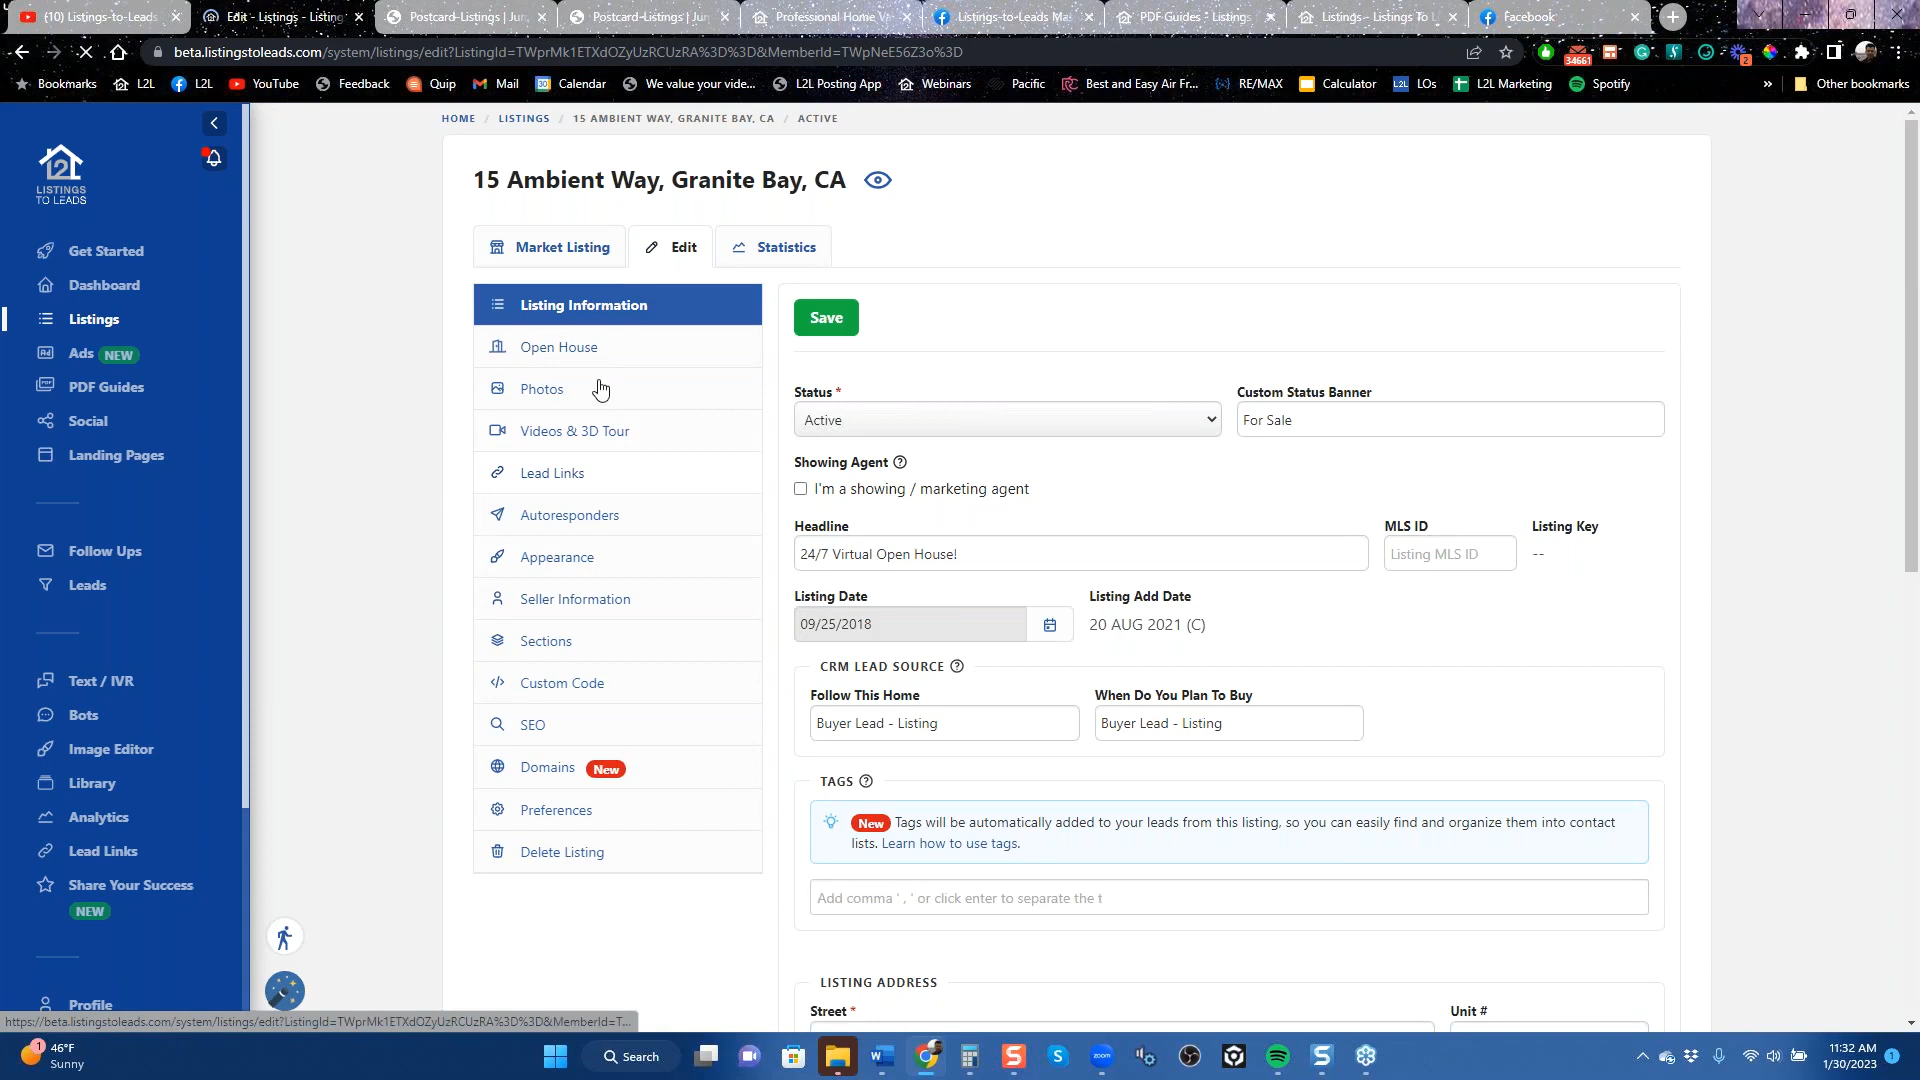 (10) Listings-to-Leads
Edit - Listings - Listing
Postcard-Listings | Jun
Postcard-Listings | Jun
Professional Home Va
Listings-to-Leads Mas
PDF Guides - Listings
Listings - Listings To L
Facebook
beta.listingstoleads.com/system/listings/edit?ListingId=TWprMk1ETXdOZyUzRCUzRA%3D%3D&MemberId=TWpNeE56Z3o%3D
34661
2
Bookmarks
L2L
L2L
YouTube
Feedback
Quip
Mail
Calendar
We value your vide...
L2L Posting App
Webinars
Pacific
Best and Easy Air Fr...
RE/MAX
Calculator
LOs
L2L Marketing
Spotify
»
Other bookmarks
L2L
LISTINGS
TO LEADS
Get Started
Dashboard
Listings
Ads NEW
PDF Guides
Social
Landing Pages
Follow Ups
Leads
Text / IVR
Bots
Image Editor
Library
Analytics
Lead Links
Share Your Success
NEW
Profile
HOME / LISTINGS / 15 AMBIENT WAY, GRANITE BAY, CA / ACTIVE
15 Ambient Way, Granite Bay, CA
Market Listing
Edit
Statistics
Listing Information
Open House
Photos
Videos & 3D Tour
Lead Links
Autoresponders
Appearance
Seller Information
Sections
Custom Code
SEO
Domains New
Preferences
Delete Listing
Save
Status *
Active
Custom Status Banner
For Sale
Showing Agent
I'm a showing / marketing agent
Headline
24/7 Virtual Open House!
MLS ID
Listing MLS ID
Listing Key
--
Listing Date
09/25/2018
Listing Add Date
20 AUG 2021 (C)
CRM LEAD SOURCE
Follow This Home
Buyer Lead - Listing
When Do You Plan To Buy
Buyer Lead - Listing
TAGS
New Tags will be automatically added to your leads from this listing, so you can easily find and organize them into contact
lists. Learn how to use tags.
Add comma ' , ' or click enter to separate the t
LISTING ADDRESS
Street *
Unit #
https://beta.listingstoleads.com/system/listings/edit?ListingId=TWprMk1ETXdOZyUzRCUzRA%3D%3D&MemberId=T...
1
46°F
Sunny
Search
zoom
11:32 AM
1/30/2023
1